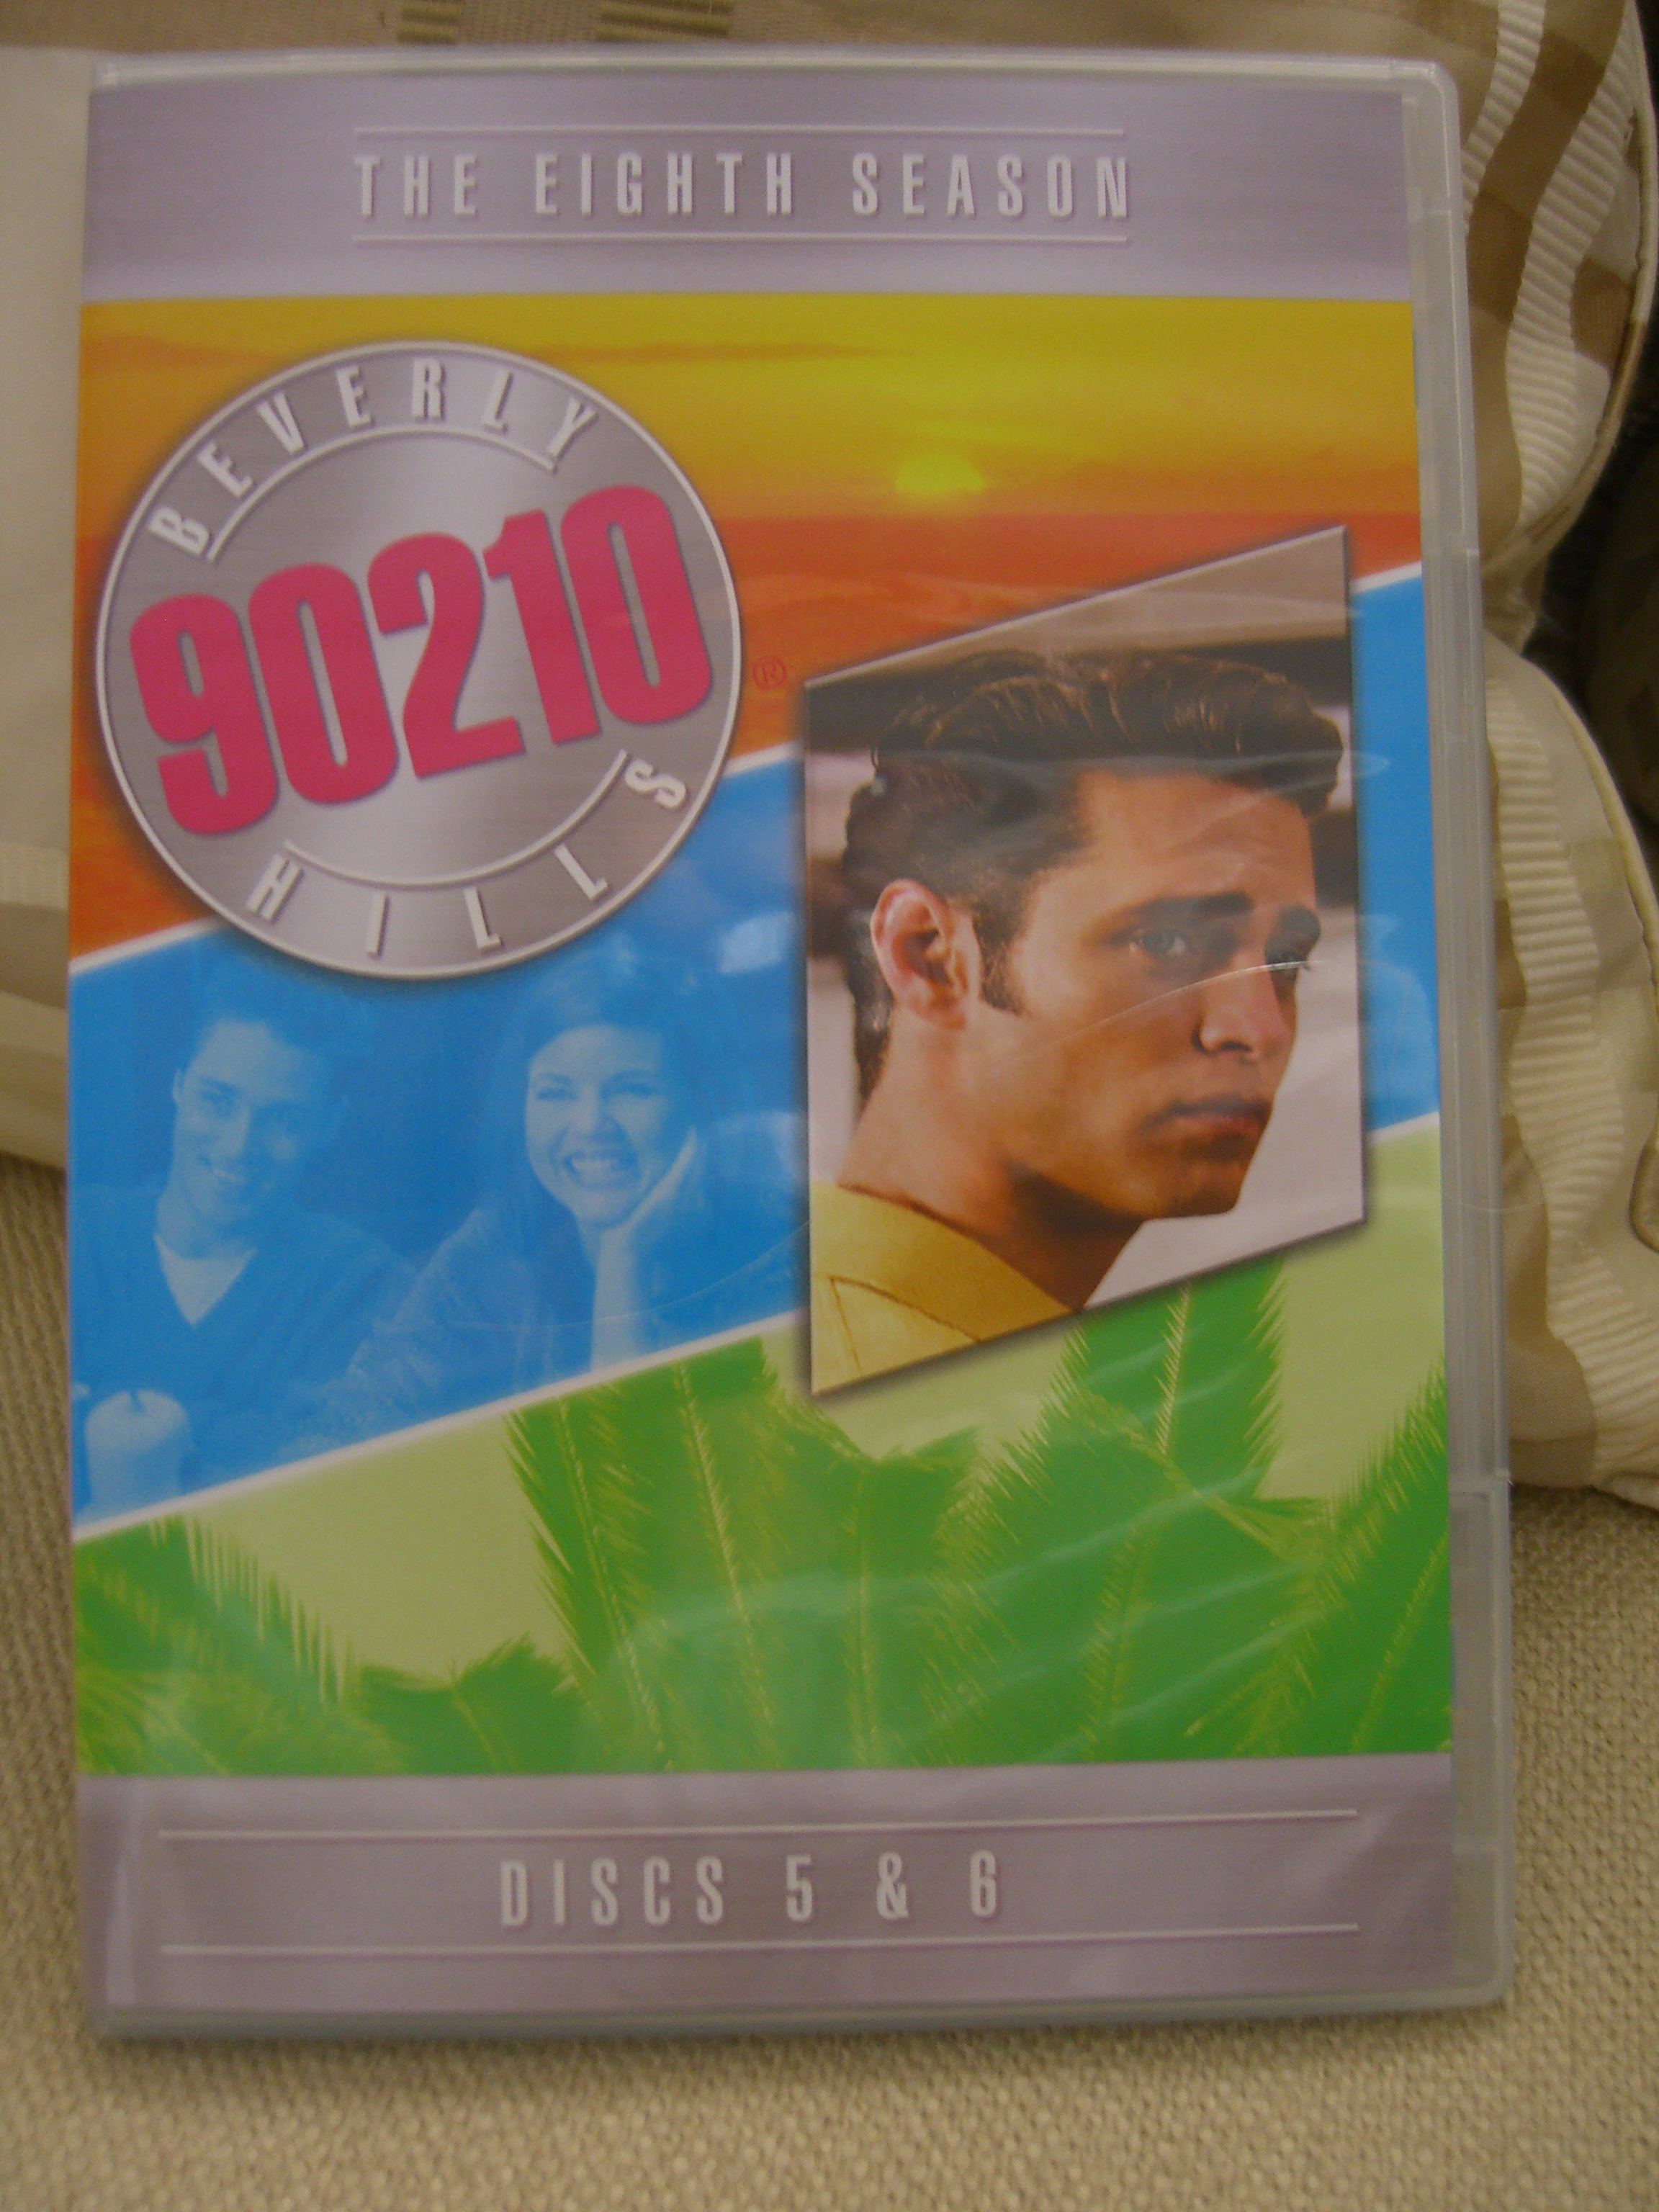 THE EIGHTH SEASON
BEVERLY
90210
®
HILLS
DISCS 5 & 6